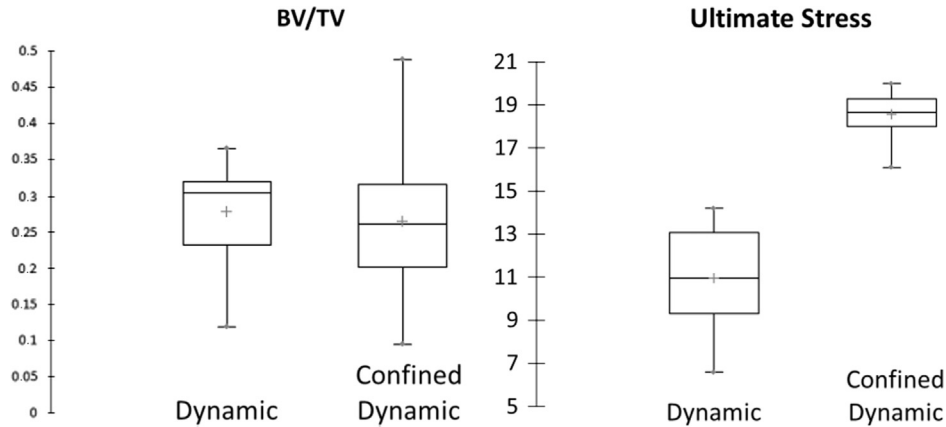 BV/TV
0.5
0.45
0.4
0.35
0.3
0.25
0.2
0.15
0.1
0.05
0
Dynamic
Confined
Dynamic
Ultimate Stress
21
19
17
15
13
11
9
7
5
Dynamic
Confined
Dynamic